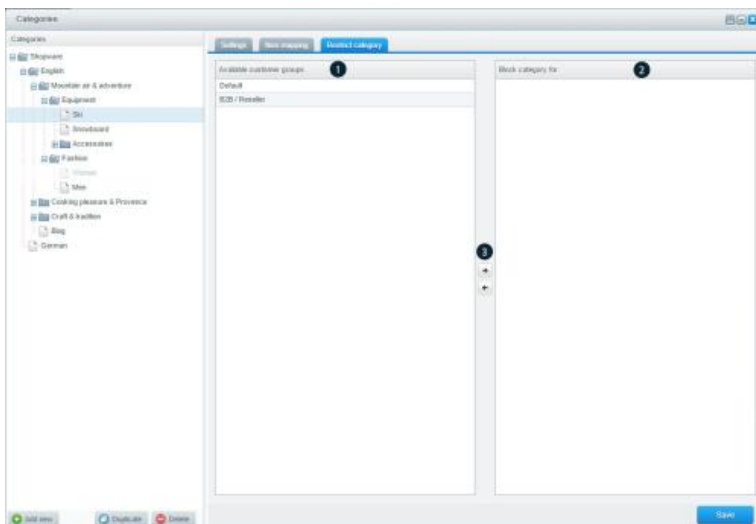 Categories
Categories
Settings
Item mapping
Restrict category
Shopware
English
Mountain air & adventure
Equipment
Ski
Snowboard
Accessoires
Fashion
Women
Men
Cooking pleasure & Provence
Craft & tradition
Blog
German
Available customer groups
1
Default
B2B / Reseller
Block category for
2
3
Add new
Duplicate
Delete
Save